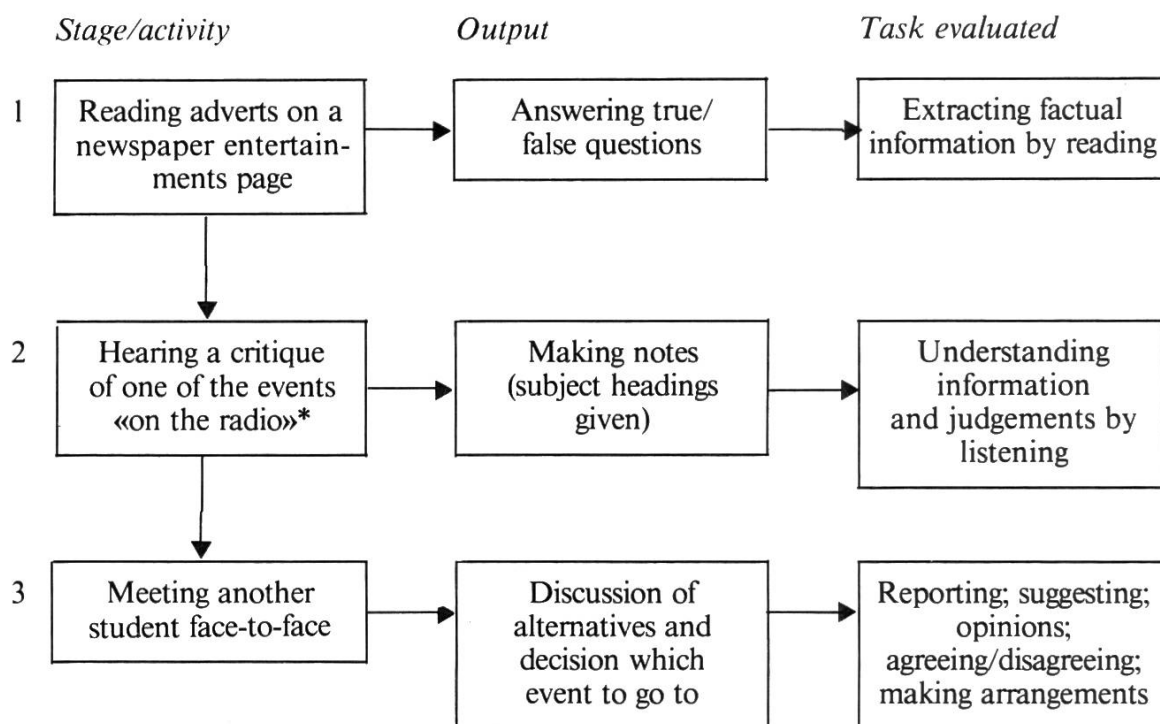 Stage/activity Output Task evaluated
1 Reading adverts on a newspaper entertain-
ments page
Answering true/
false questions
Extracting factual
information by reading
2 Hearing a critique
of one of the events
«on the radio»*
Making notes
(subject headings
given)
Understanding
information
and judgements by
listening
3 Meeting another
student face-to-face
Discussion of
alternatives and
decision which
event to go to
Reporting; suggesting;
opinions;
agreeing/disagreeing;
making arrangements